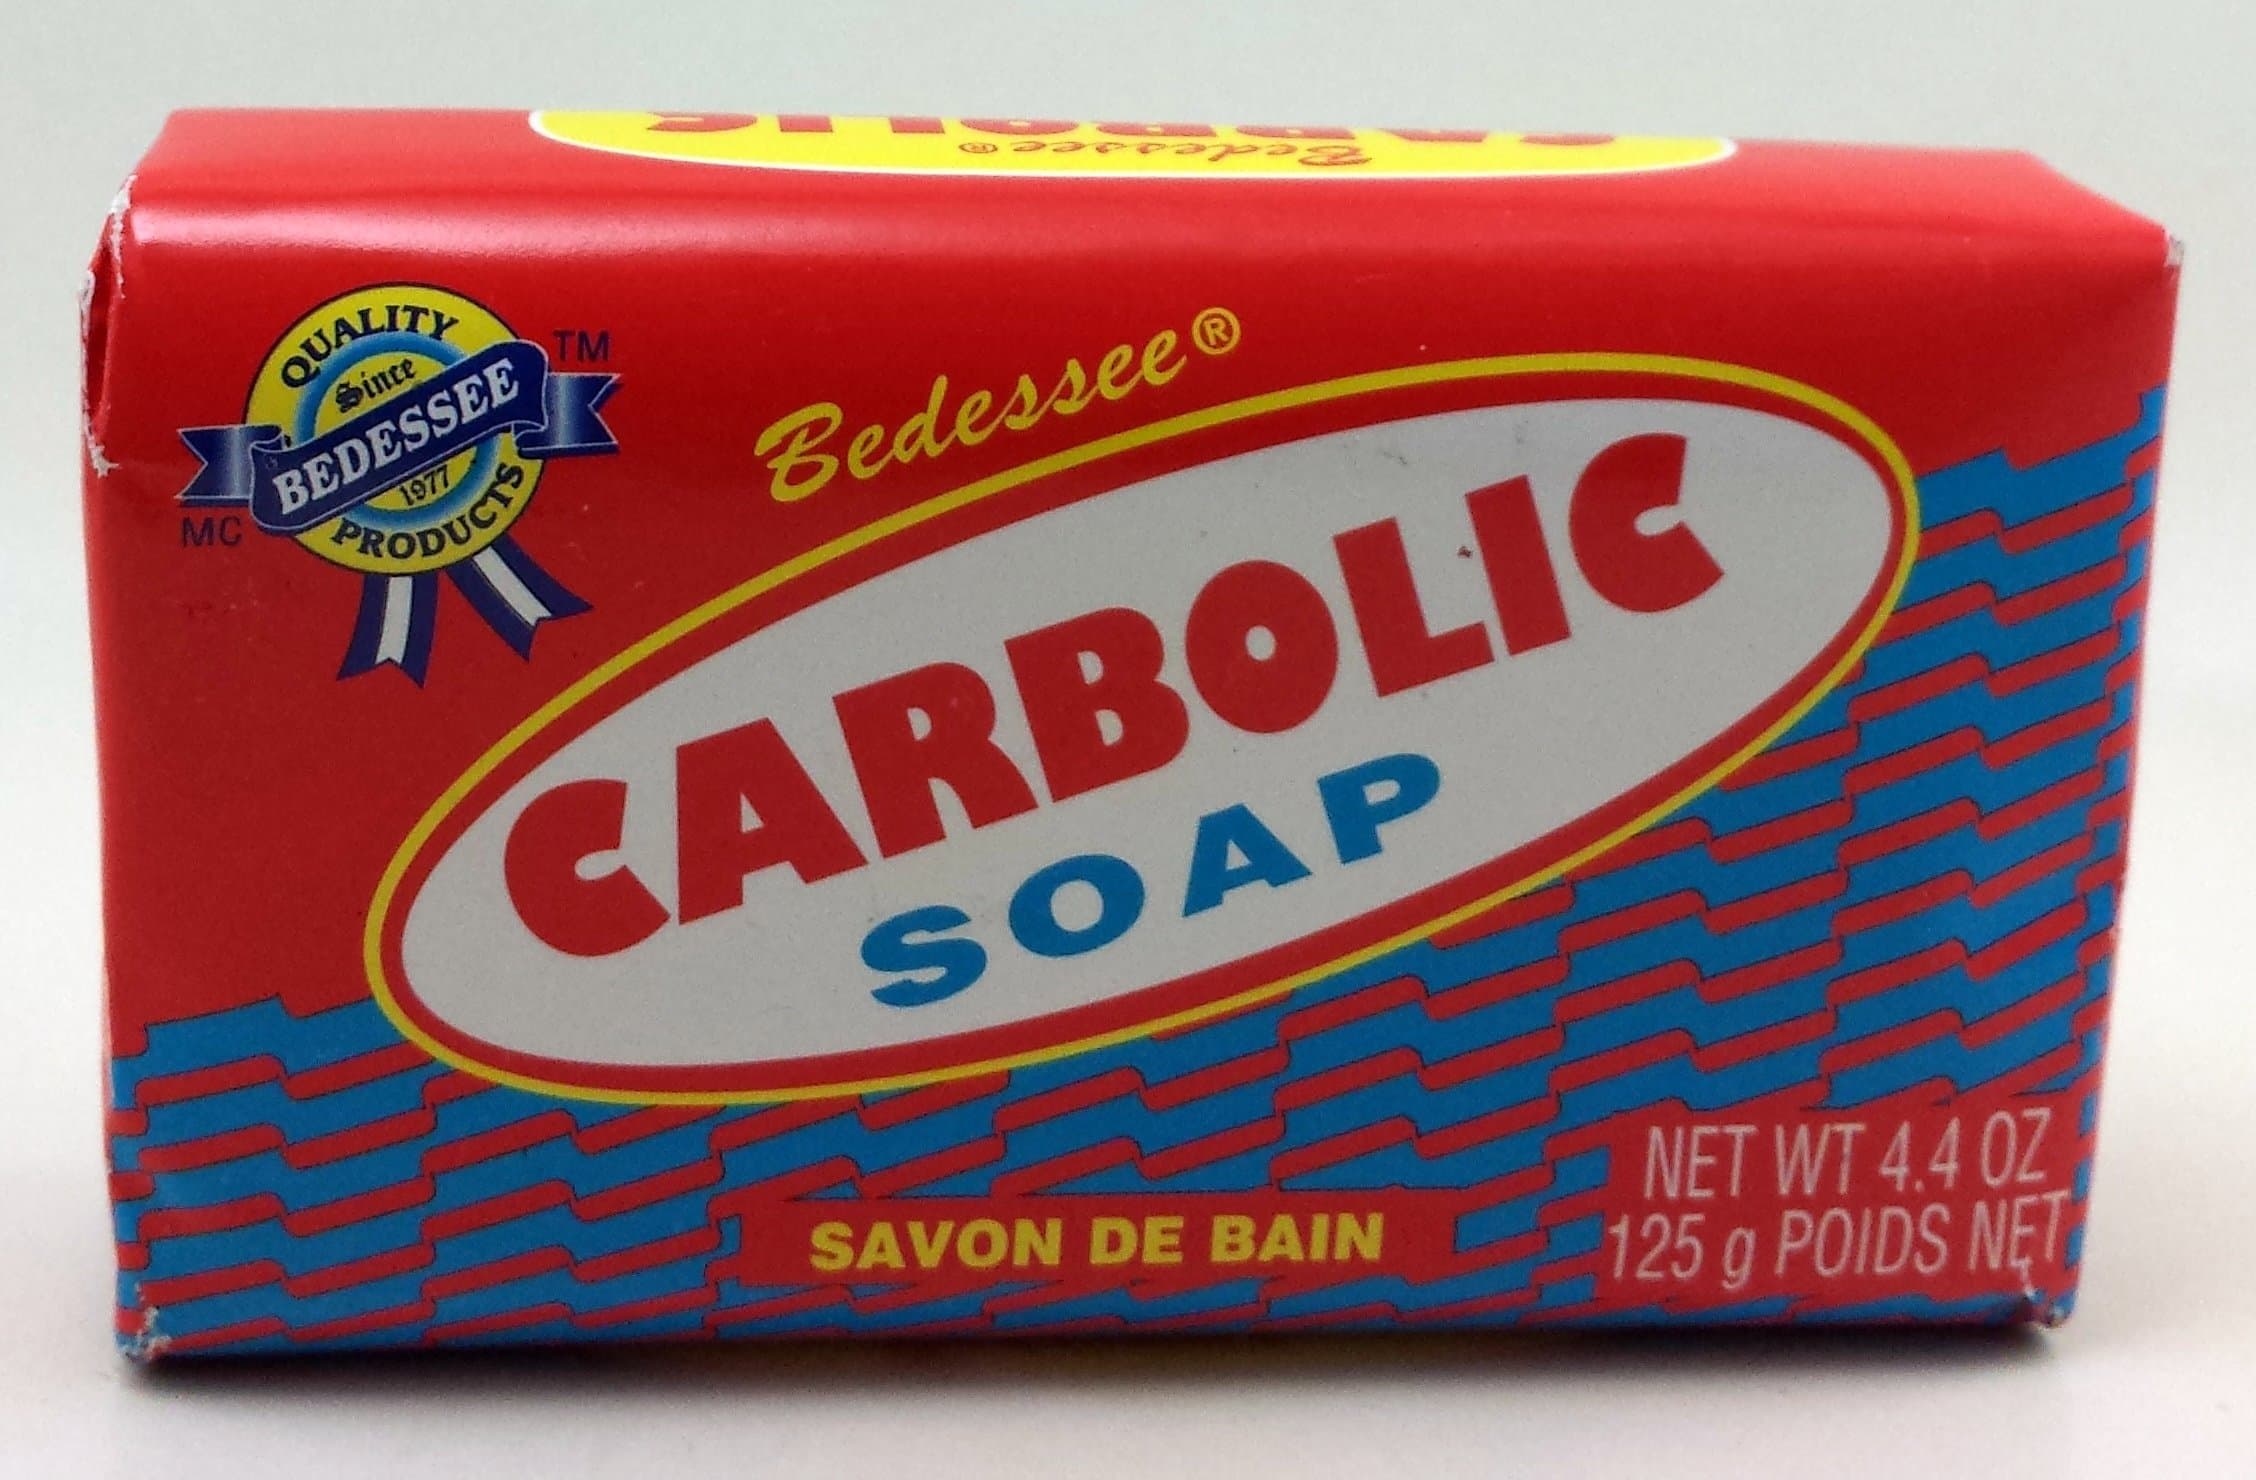 CARBOLIC
Bedessee®
QUALITY
Since
BEDESSEE
1977
PRODUCTS
TM
MC
Bedessee®
CARBOLIC
SOAP
SAVON DE BAIN
NET WT 4.4 OZ
125 g POIDS NET